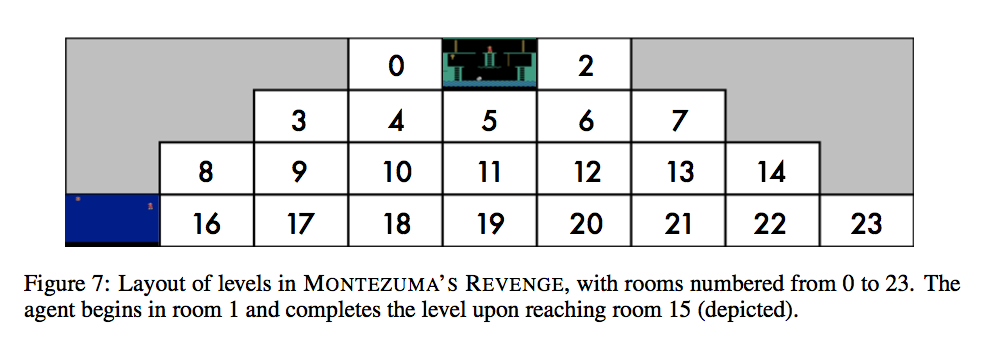 0 2
3 4 5 6 7
8 9 10 11 12 13 14
16 17 18 19 20 21 22 23
Figure 7: Layout of levels in MONTEZUMA'S REVENGE, with rooms numbered from 0 to 23. The
agent begins in room 1 and completes the level upon reaching room 15 (depicted).